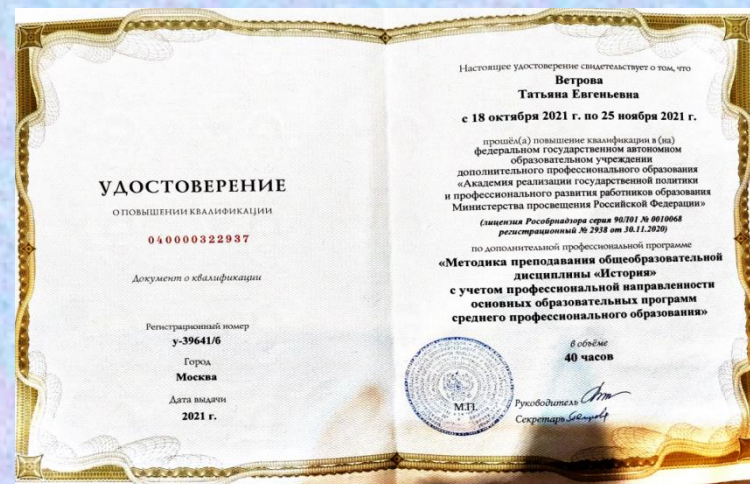 УДОСТОВЕРЕНИЕ
О ПОВЫШЕНИИ КВАЛИФИКАЦИИ
040000322937
Документ о квалификации
Регистрационный номер
у-39641/б
Город
Москва
Дата выдачи
2021 г.
Настоящее удостоверение свидетельствует о том, что
Ветрова
Татьяна Евгеньевна
с 18 октября 2021 г. по 25 ноября 2021 г.
прошёл(а) повышение квалификации в (на)
федеральном государственном автономном
образовательном учреждении
дополнительного профессионального образования
«Академия реализации государственной политики
и профессионального развития работников образования
Министерства просвещения Российской Федерации»
(лицензия Рособрнадзора серия 90Л01 № 0010068
регистрационный № 2938 от 30.11.2020)
по дополнительной профессиональной программе
«Методика преподавания общеобразовательной
дисциплины «История»
с учетом профессиональной направленности
основных образовательных программ
среднего профессионального образования»
в объёме
40 часов
М.П.
Руководитель
Секретарь